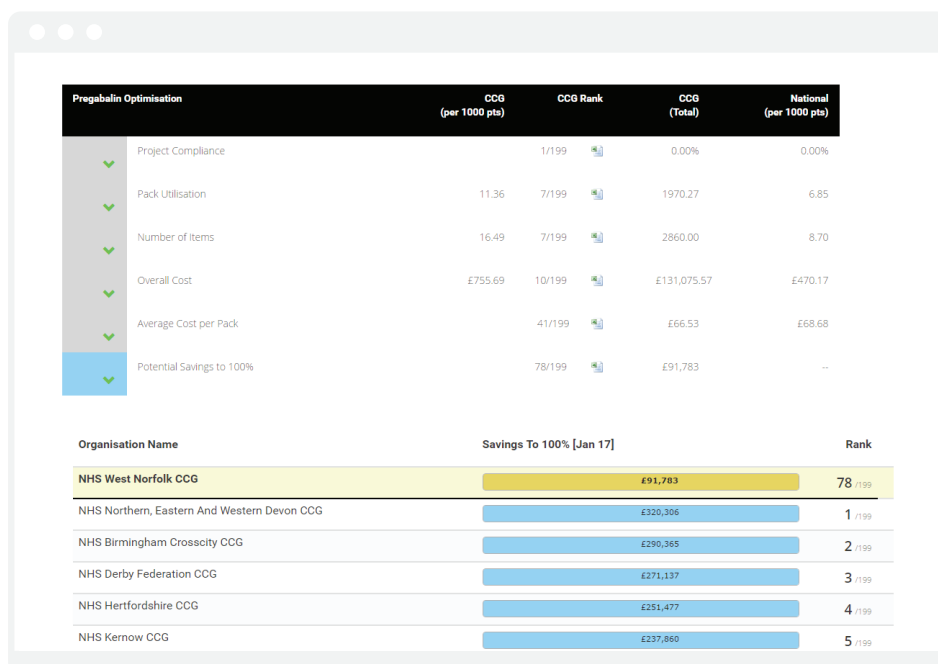 Pregabalin Optimisation CCG CCG Rank CCG National
(per 1000 pts) (Total) (per 1000 pts)
Project Compliance 1/199 0.00% 0.00%
Pack Utilisation 11.36 7/199 1970.27 6.85
Number of Items 16.49 7/199 2860.00 8.70
Overall Cost £755.69 10/199 £131,075.57 £470.17
Average Cost per Pack 41/199 £66.53 £68.68
Potential Savings to 100% 78/199 £91,783 --
Organisation Name Savings To 100% [Jan 17] Rank
NHS West Norfolk CCG £91,783 78 /199
NHS Northern, Eastern And Western Devon CCG £320,306 1 /199
NHS Birmingham Crosscity CCG £290,365 2 /199
NHS Derby Federation CCG £271,137 3 /199
NHS Hertfordshire CCG £251,477 4 /199
NHS Kernow CCG £237,860 5 /199